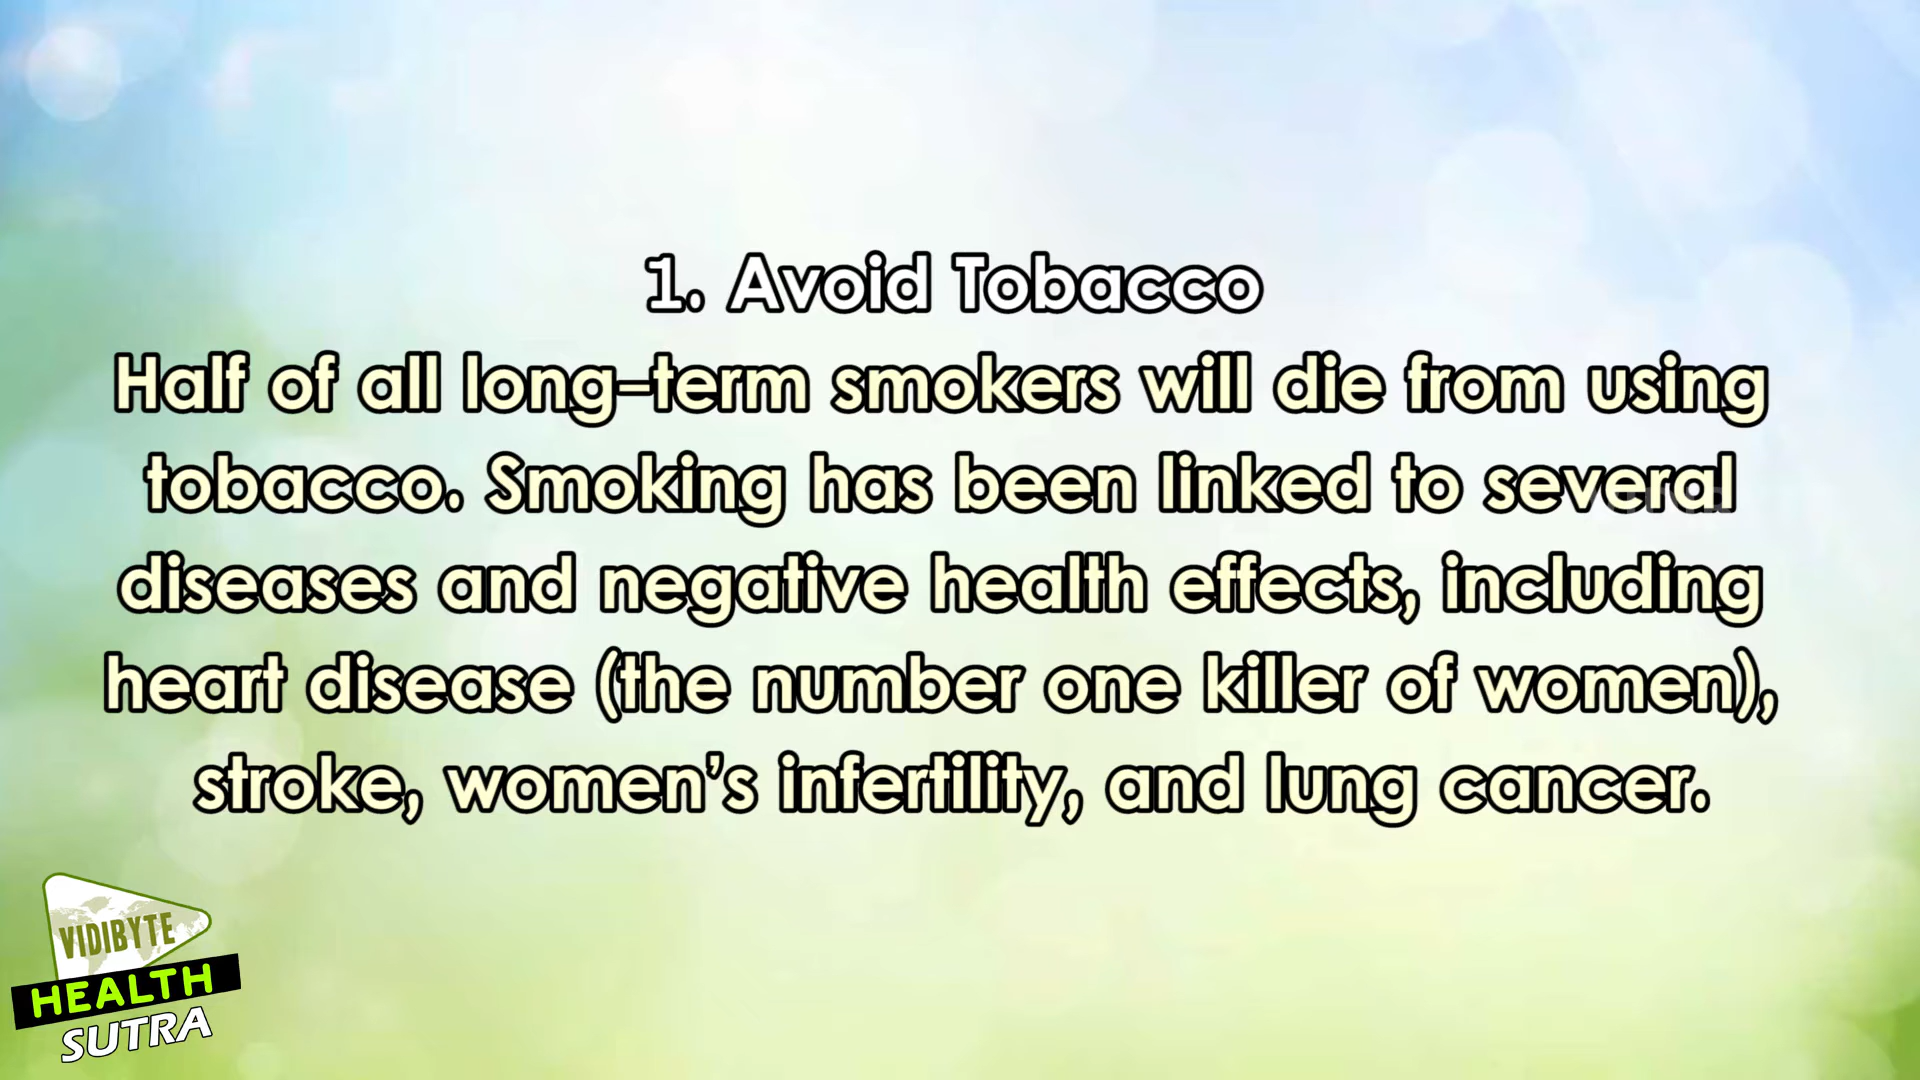 1. Avoid Tobacco
Half of all long-term smokers will die from using
tobacco. Smoking has been linked to several
diseases and negative health effects, including
heart disease (the number one killer of women),
stroke, women's infertility, and lung cancer.
VIDIBYTE
HEALTH
SUTRA